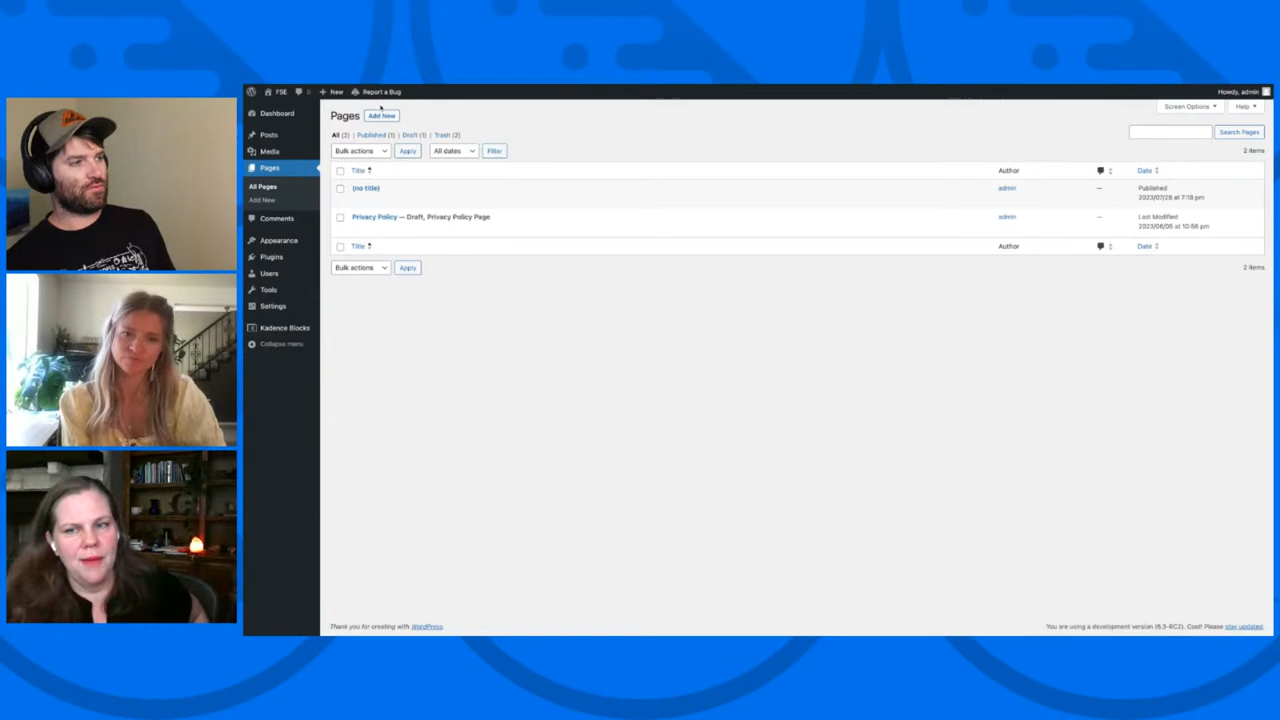 FSE 0 New Report a Bug Howdy, admin
Dashboard
Posts
Media
Pages
All Pages
Add New
Comments
Appearance
Plugins
Users
Tools
Settings
Kadence Blocks
Collapse menu
Screen Options Help
Pages Add New
All (2) | Published (1) | Draft (1) | Trash (2)
Search Pages
Bulk actions Apply All dates Filter 2 items
Title Author Date
(no title) admin — Published
2023/07/28 at 7:18 pm
Privacy Policy — Draft, Privacy Policy Page admin — Last Modified
2023/06/05 at 10:56 pm
Title Author Date
Bulk actions Apply 2 items
Thank you for creating with WordPress. You are using a development version (6.3-RC2). Cool! Please stay updated.